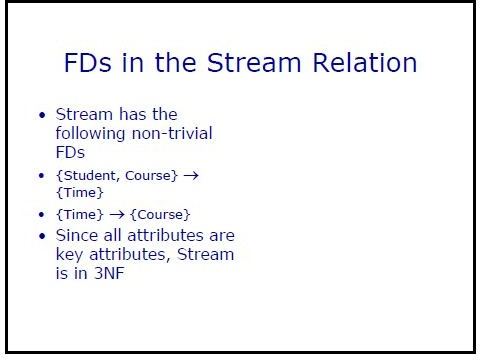 FDs in the Stream Relation
• Stream has the
following non-trivial
FDs
• {Student, Course} →
{Time}
• {Time} → {Course}
• Since all attributes are
key attributes, Stream
is in 3NF